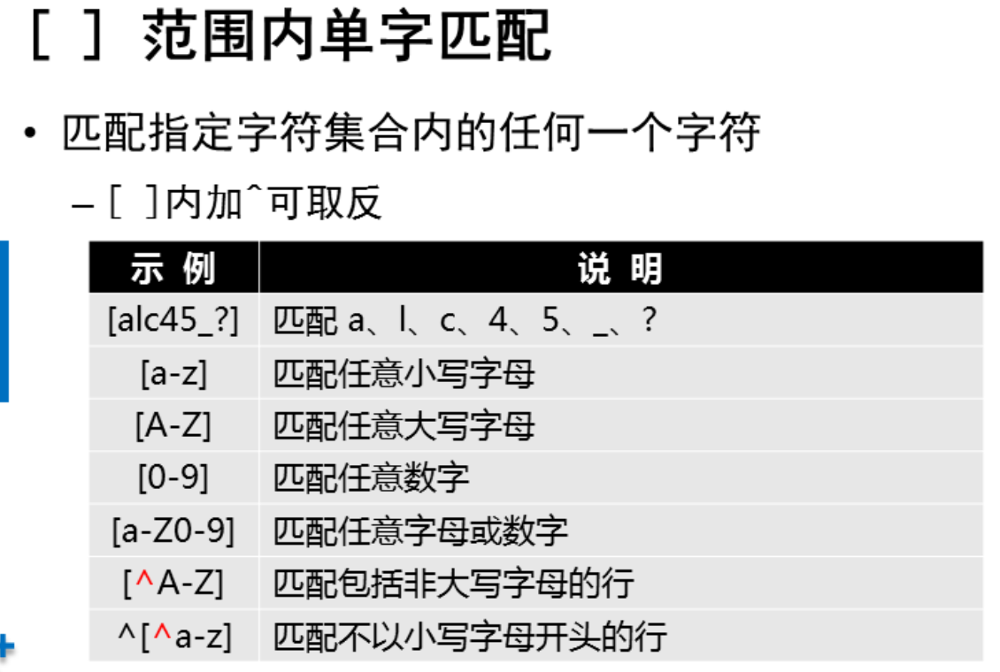 [ ] 范围内单字匹配
• 匹配指定字符集合内的任何一个字符
–[ ]内加^可取反
示 例 说 明
[alc45_?] 匹配 a、l、c、4、5、_、?
[a-z] 匹配任意小写字母
[A-Z] 匹配任意大写字母
[0-9] 匹配任意数字
[a-Z0-9] 匹配任意字母或数字
[^A-Z] 匹配包括非大写字母的行
^[^a-z] 匹配不以小写字母开头的行